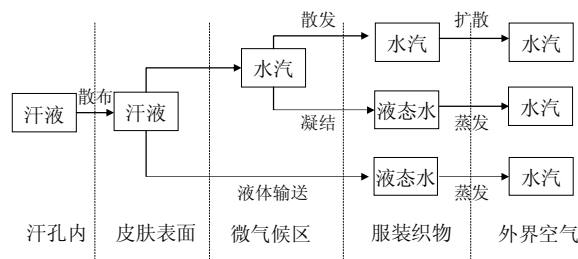 散发
扩散
水汽
水汽
水汽
散布
汗液
汗液
凝结
液态水
蒸发
水汽
液体输送
液态水
蒸发
水汽
汗孔内
皮肤表面
微气候区
服装织物
外界空气